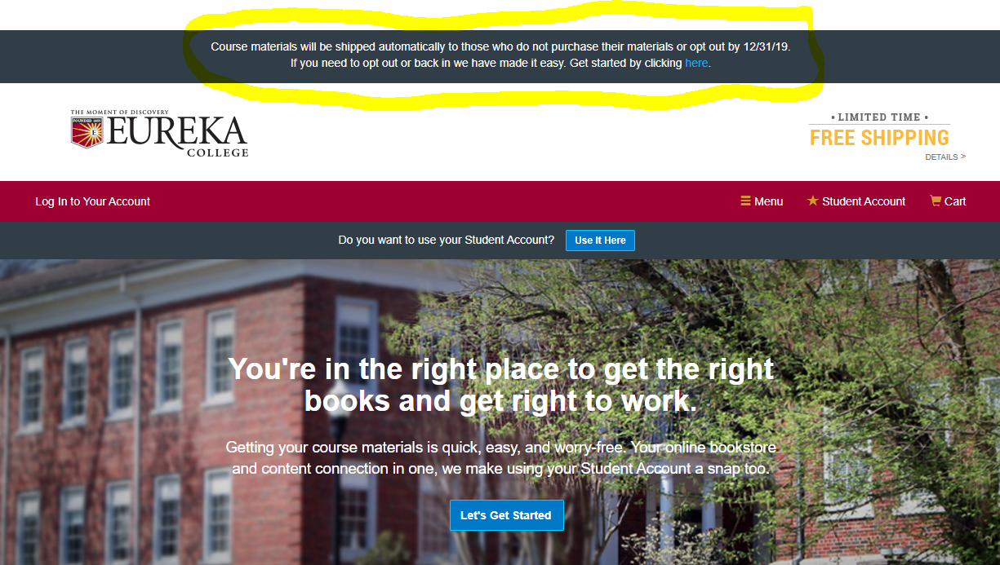 Course materials will be shipped automatically to those who do not purchase their materials or opt out by 12/31/19.
If you need to opt out or back in we have made it easy. Get started by clicking here.
THE MOMENT OF DISCOVERY
FOUNDED 1855
E
EUREKA
COLLEGE
• LIMITED TIME •
FREE SHIPPING
DETAILS >
Log In to Your Account
Menu
Student Account
Cart
Do you want to use your Student Account?
Use It Here
You're in the right place to get the right
books and get right to work.
Getting your course materials is quick, easy, and worry-free. Your online bookstore
and content connection in one, we make using your Student Account a snap too.
Let's Get Started